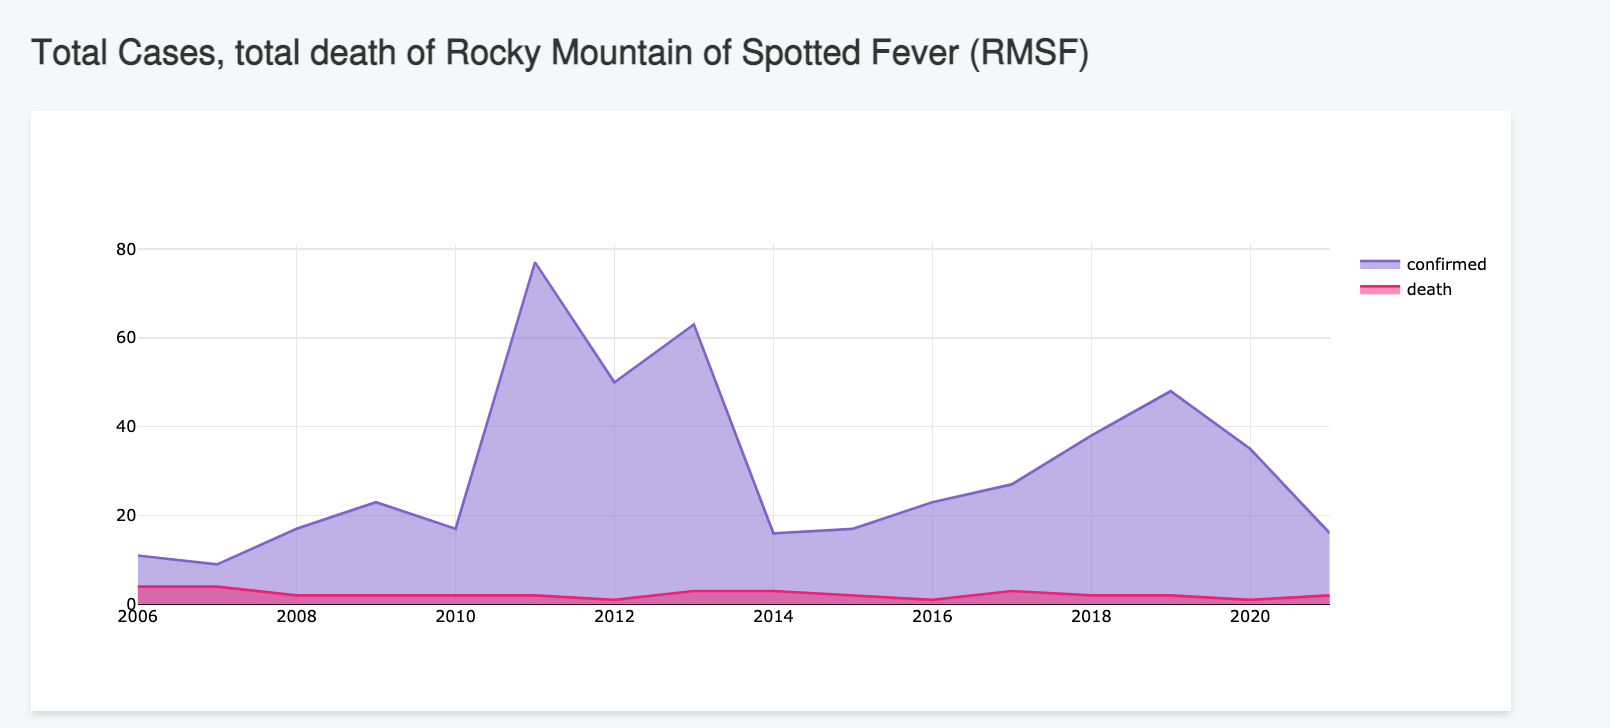 Total Cases, total death of Rocky Mountain of Spotted Fever (RMSF)
80
60
40
20
0
2006 2008 2010 2012 2014 2016 2018 2020
confirmed
death